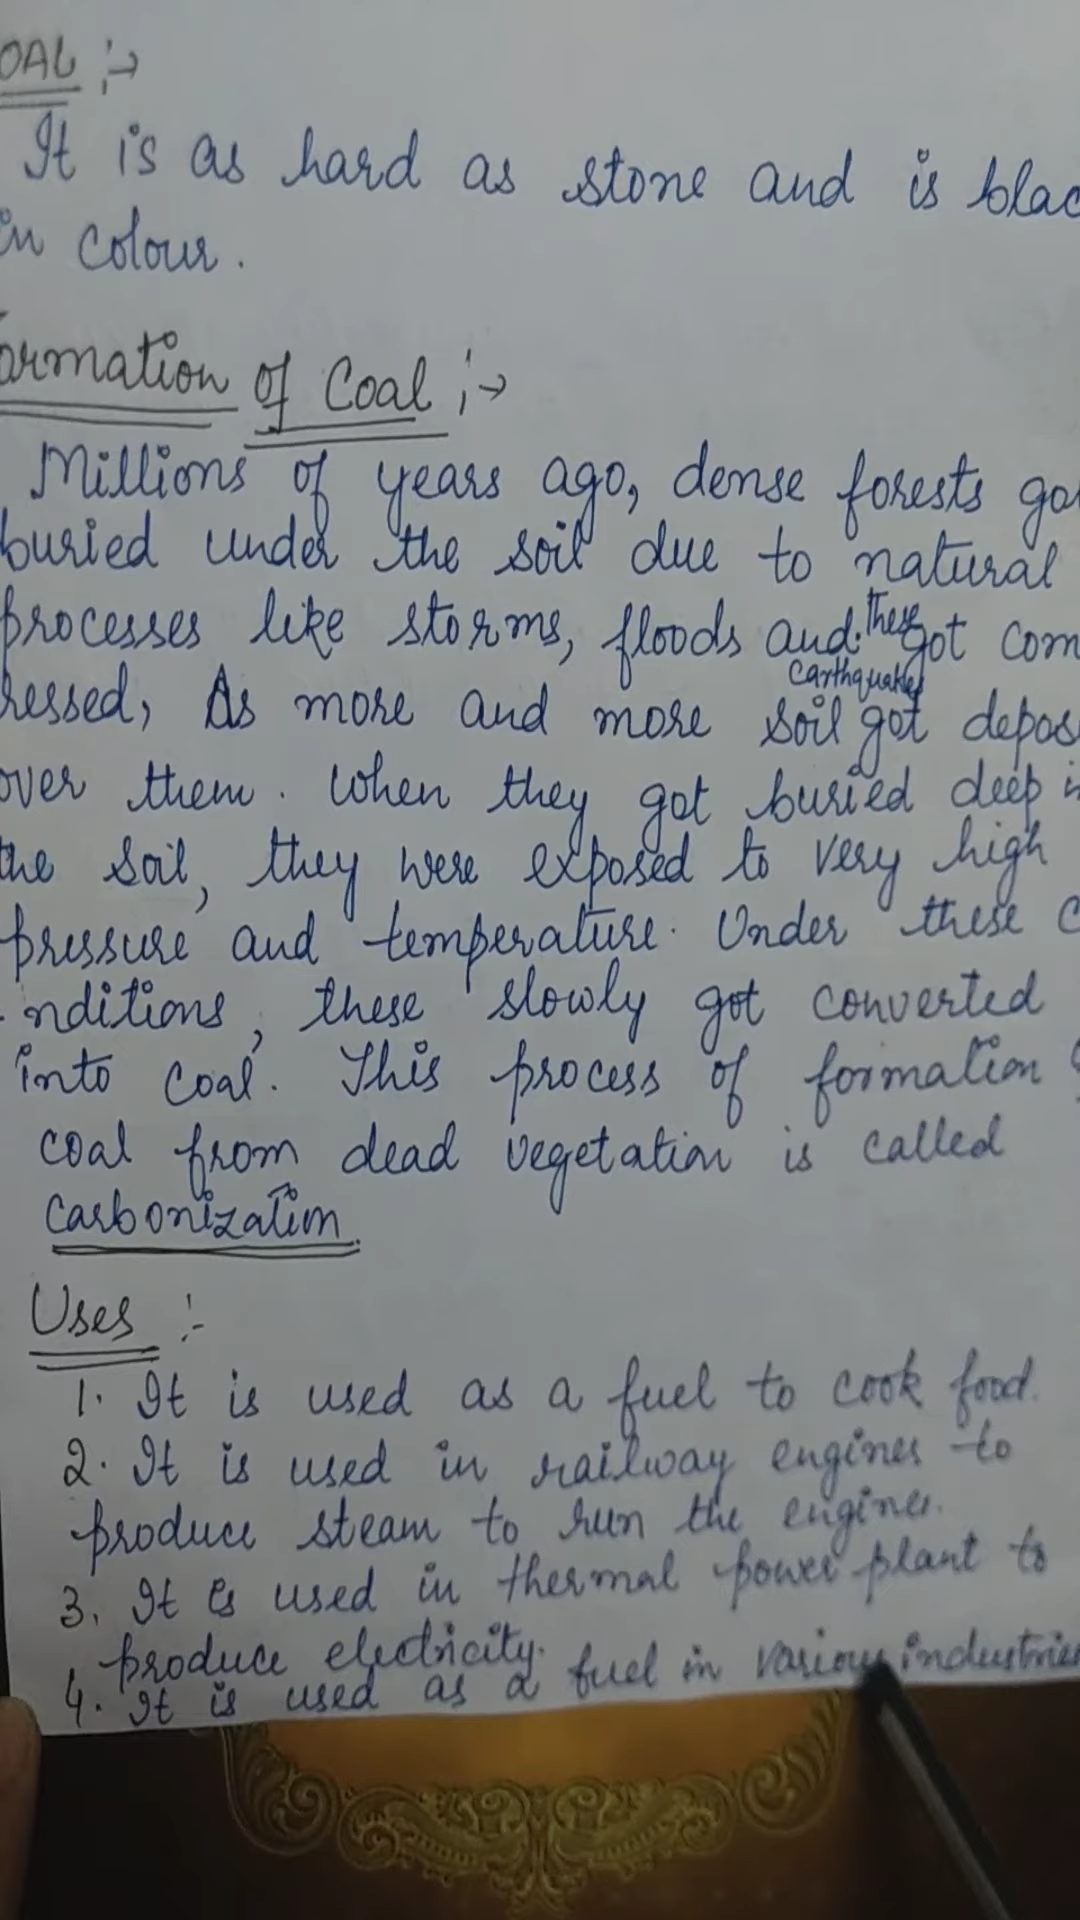 OAL :→
It is as hard as stone and is blac
in colour.
ormation of Coal :→
Millions of years ago, dense forests go
buried under the soil due to natural
processes like storms, floods and these got com
earthquakes
ressed, As more and more soil got depos
over them. When they got buried deep i
the soil, they were exposed to very high
pressure and temperature. Under these c
nditions, these slowly got converted
into coal. This process of formation
coal from dead vegetation is called
carbonization
Uses :-
1. It is used as a fuel to cook food.
2. It is used in railway engines to
produce steam to run the engines.
3. It is used in thermal power plant to
produce electricity.
4. It is used as a fuel in various industries